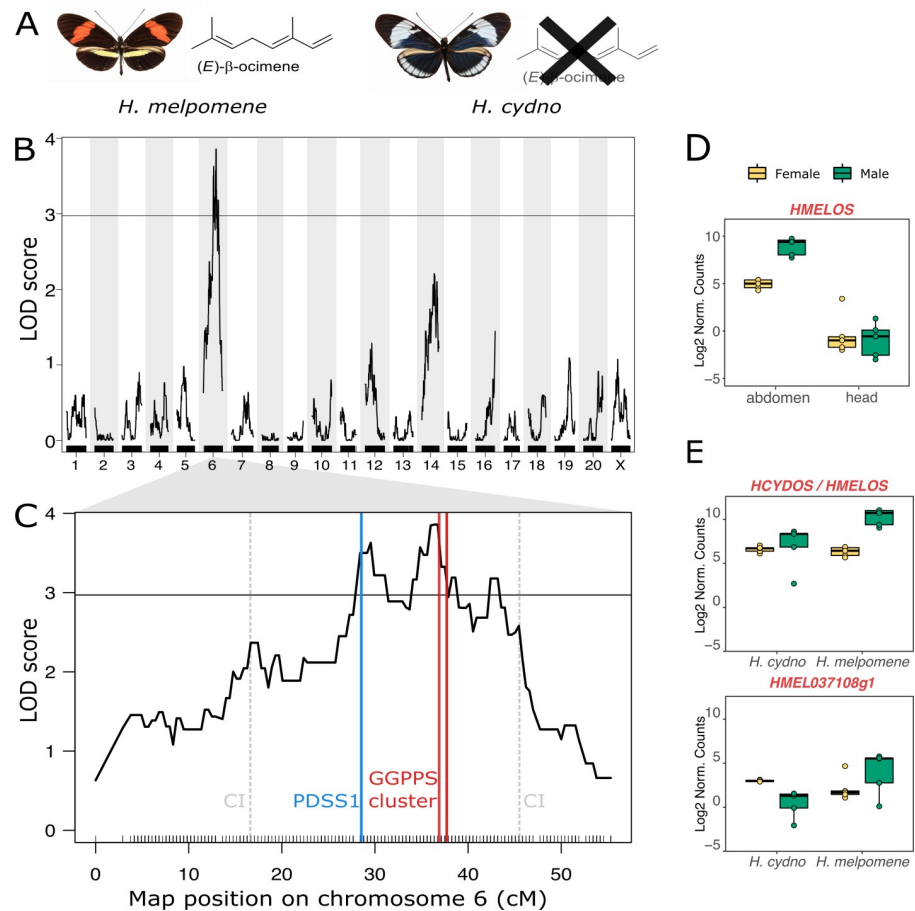 A
(E)-β-ocimene
(E)-β-ocimene
H. melpomene
H. cydno
B
LOD score
4
3
2
1
0
1 2 3 4 5 6 7 8 9 10 11 12 13 14 15 16 17 18 19 20 X
C
LOD score
4
3
2
1
0
CI
PDSS1
GGPPS
cluster
CI
0 10 20 30 40 50
Map position on chromosome 6 (cM)
D
Female Male
HMELOS
Log2 Norm. Counts
10
5
0
−5
abdomen head
E
HCYDOS / HMELOS
Log2 Norm. Counts
10
5
0
−5
H. cydno H. melpomene
HMEL037108g1
Log2 Norm. Counts
10
5
0
−5
H. cydno H. melpomene